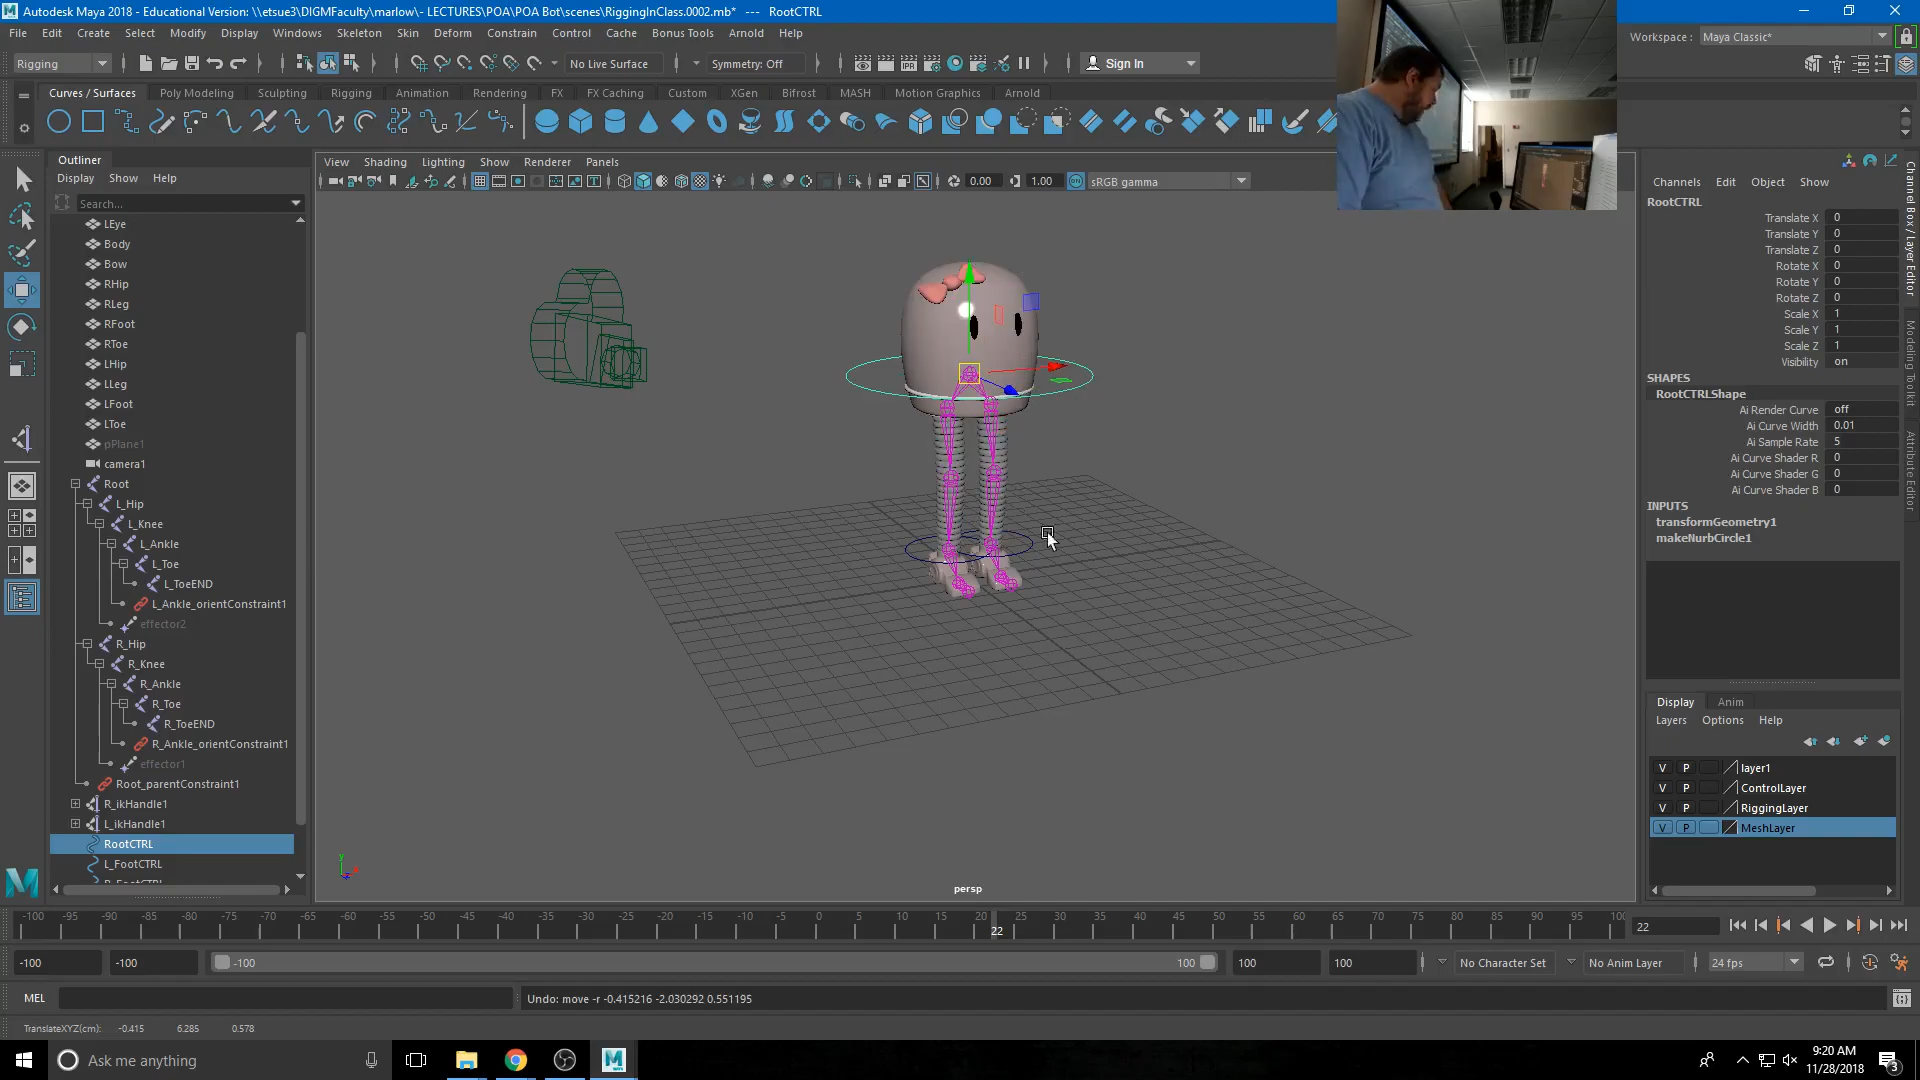 Autodesk Maya 2018 - Educational Version: \\etsue3\DIGMFaculty\marlow\- LECTURES\POA\POA Bot\scenes\RiggingInClass.0002.mb* --- RootCTRL
File Edit Create Select Modify Display Windows Skeleton Skin Deform Constrain Control Cache Bonus Tools Arnold Help
Workspace : Maya Classic*
Rigging No Live Surface Symmetry: Off Sign In
Curves / Surfaces Poly Modeling Sculpting Rigging Animation Rendering FX FX Caching Custom XGen Bifrost MASH Motion Graphics Arnold
Outliner
Display Show Help
Search...
LEye
Body
Bow
RHip
RLeg
RFoot
RToe
LHip
LLeg
LFoot
LToe
pPlane1
camera1
Root
L_Hip
L_Knee
L_Ankle
L_Toe
L_ToeEND
L_Ankle_orientConstraint1
effector2
R_Hip
R_Knee
R_Ankle
R_Toe
R_ToeEND
R_Ankle_orientConstraint1
effector1
Root_parentConstraint1
R_ikHandle1
L_ikHandle1
RootCTRL
L_FootCTRL
R_FootCTRL
View Shading Lighting Show Renderer Panels
0.00 1.00 sRGB gamma
persp
Channels Edit Object Show
RootCTRL
Translate X 0
Translate Y 0
Translate Z 0
Rotate X 0
Rotate Y 0
Rotate Z 0
Scale X 1
Scale Y 1
Scale Z 1
Visibility on
SHAPES
RootCTRLShape
Ai Render Curve off
Ai Curve Width 0.01
Ai Sample Rate 5
Ai Curve Shader R 0
Ai Curve Shader G 0
Ai Curve Shader B 0
INPUTS
transformGeometry1
makeNurbCircle1
Display Anim
Layers Options Help
V P layer1
V P ControlLayer
V P RiggingLayer
V P MeshLayer
Channel Box / Layer Editor
Modeling Toolkit
Attribute Editor
-100 -95 -90 -85 -80 -75 -70 -65 -60 -55 -50 -45 -40 -35 -30 -25 -20 -15 -10 -5 0 5 10 15 20 25 30 35 40 45 50 55 60 65 70 75 80 85 90 95 100
22
22
-100 -100 -100 100 100 100 No Character Set No Anim Layer 24 fps
MEL Undo: move -r -0.415216 -2.030292 0.551195
TranslateXYZ(cm): -0.415 6.285 0.578
Ask me anything
9:20 AM
11/28/2018
3